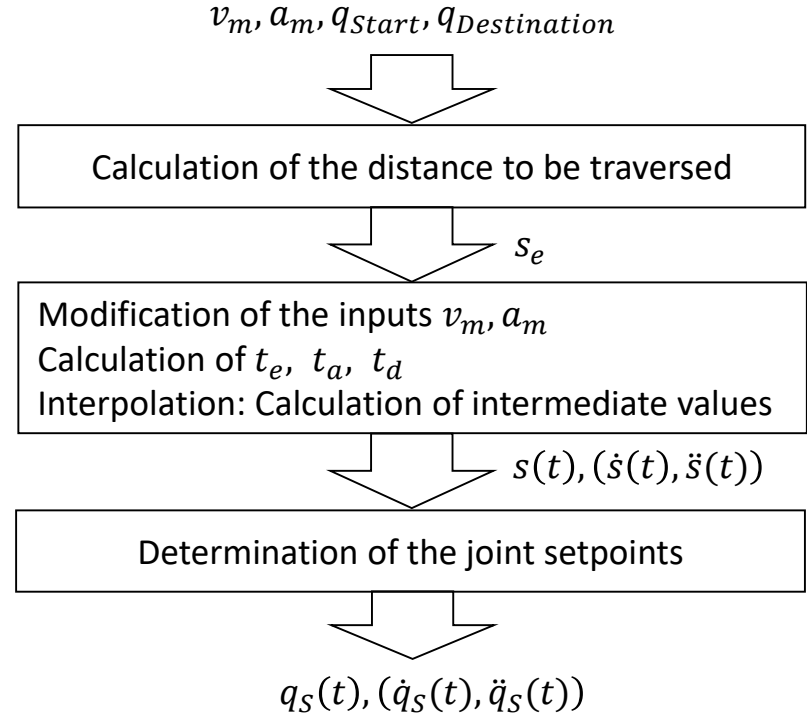 v_m, a_m, q_Start, q_Destination
Calculation of the distance to be traversed
s_e
Modification of the inputs v_m, a_m
Calculation of t_e, t_a, t_d
Interpolation: Calculation of intermediate values
s(t), (ṡ(t), s̈(t))
Determination of the joint setpoints
q_S(t), (q̇_S(t), q̈_S(t))